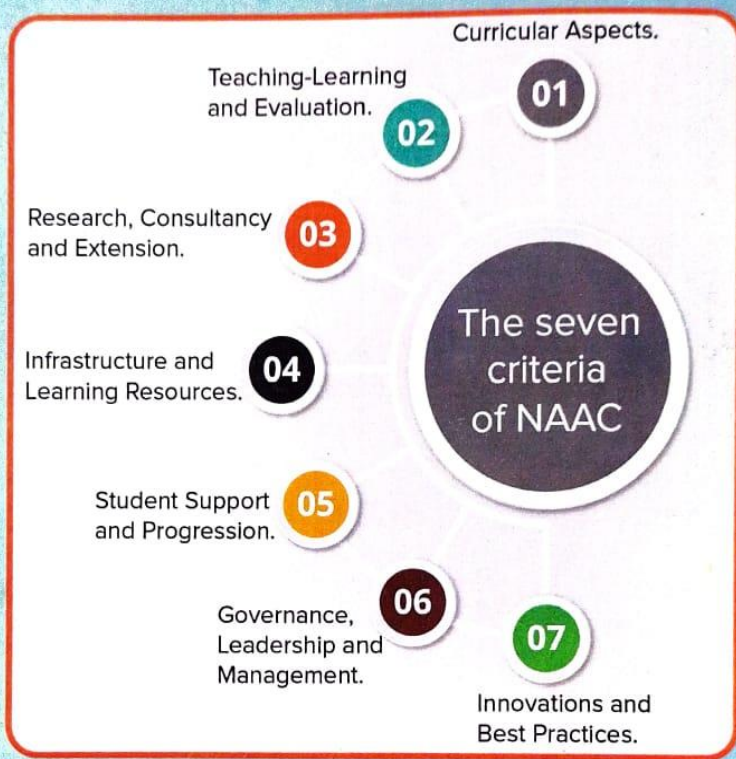 Curricular Aspects.
01
Teaching-Learning
and Evaluation.
02
Research, Consultancy
and Extension.
03
Infrastructure and
Learning Resources.
04
Student Support
and Progression.
05
Governance,
Leadership and
Management.
06
07
Innovations and
Best Practices.
The seven
criteria
of NAAC